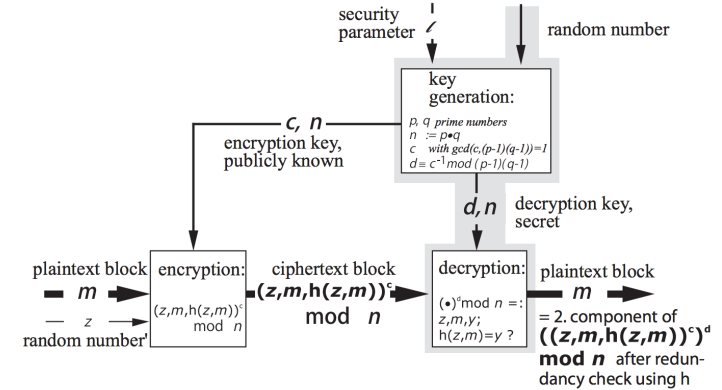 security
parameter ℓ
random number
key
generation:
p, q prime numbers
n := p•q
c with gcd(c,(p-1)(q-1))=1
d ≡ c⁻¹ mod (p-1)(q-1)
c, n
encryption key,
publicly known
d, n
decryption key,
secret
plaintext block
m
z
random number'
encryption:
(z,m,h(z,m))ᶜ
mod n
ciphertext block
(z,m,h(z,m))ᶜ
mod n
decryption:
(•)ᵈ mod n =:
z,m,y;
h(z,m)=y ?
plaintext block
m
= 2. component of
((z,m,h(z,m))ᶜ)ᵈ
mod n after redun-
dancy check using h